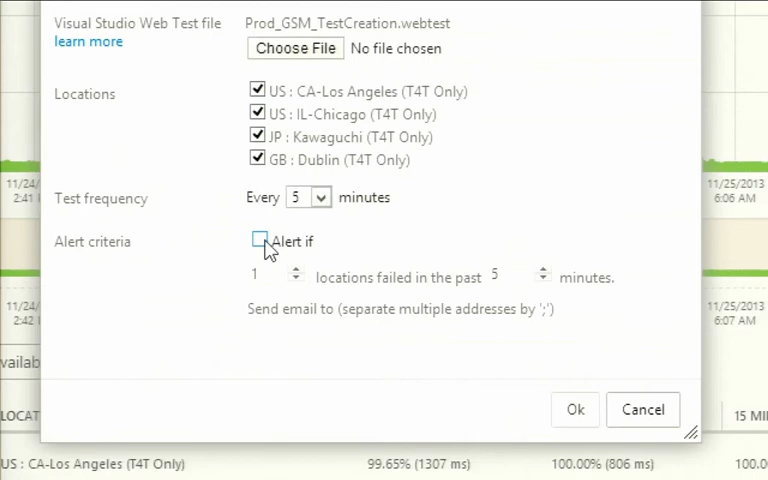 Visual Studio Web Test file
Prod_GSM_TestCreation.webtest
learn more
Choose File No file chosen
Locations
US : CA-Los Angeles (T4T Only)
US : IL-Chicago (T4T Only)
JP : Kawaguchi (T4T Only)
GB : Dublin (T4T Only)
Test frequency
Every 5 minutes
Alert criteria
Alert if
1 locations failed in the past 5 minutes.
Send email to (separate multiple addresses by ';')
Ok Cancel
11/24/
2:41
11/25/2013
6:06 AM
11/24/
2:42
11/25/2013
6:07 AM
availab
LOCAT
15 MI
US : CA-Los Angeles (T4T Only) 99.65% (1307 ms) 100.00% (806 ms) 100.0